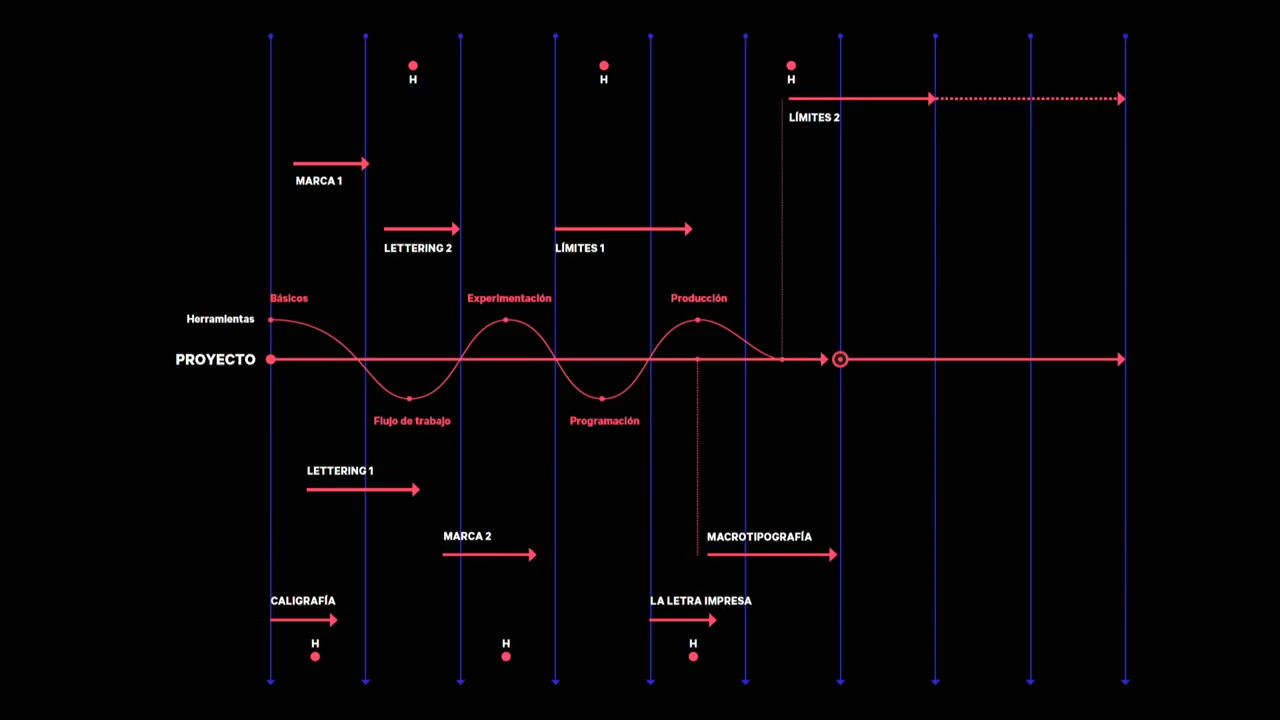 H
H
H
LÍMITES 2
MARCA 1
LETTERING 2
LÍMITES 1
Básicos
Experimentación
Producción
Herramientas
PROYECTO
Flujo de trabajo
Programación
LETTERING 1
MARCA 2
MACROTIPOGRAFÍA
CALIGRAFÍA
LA LETRA IMPRESA
H
H
H